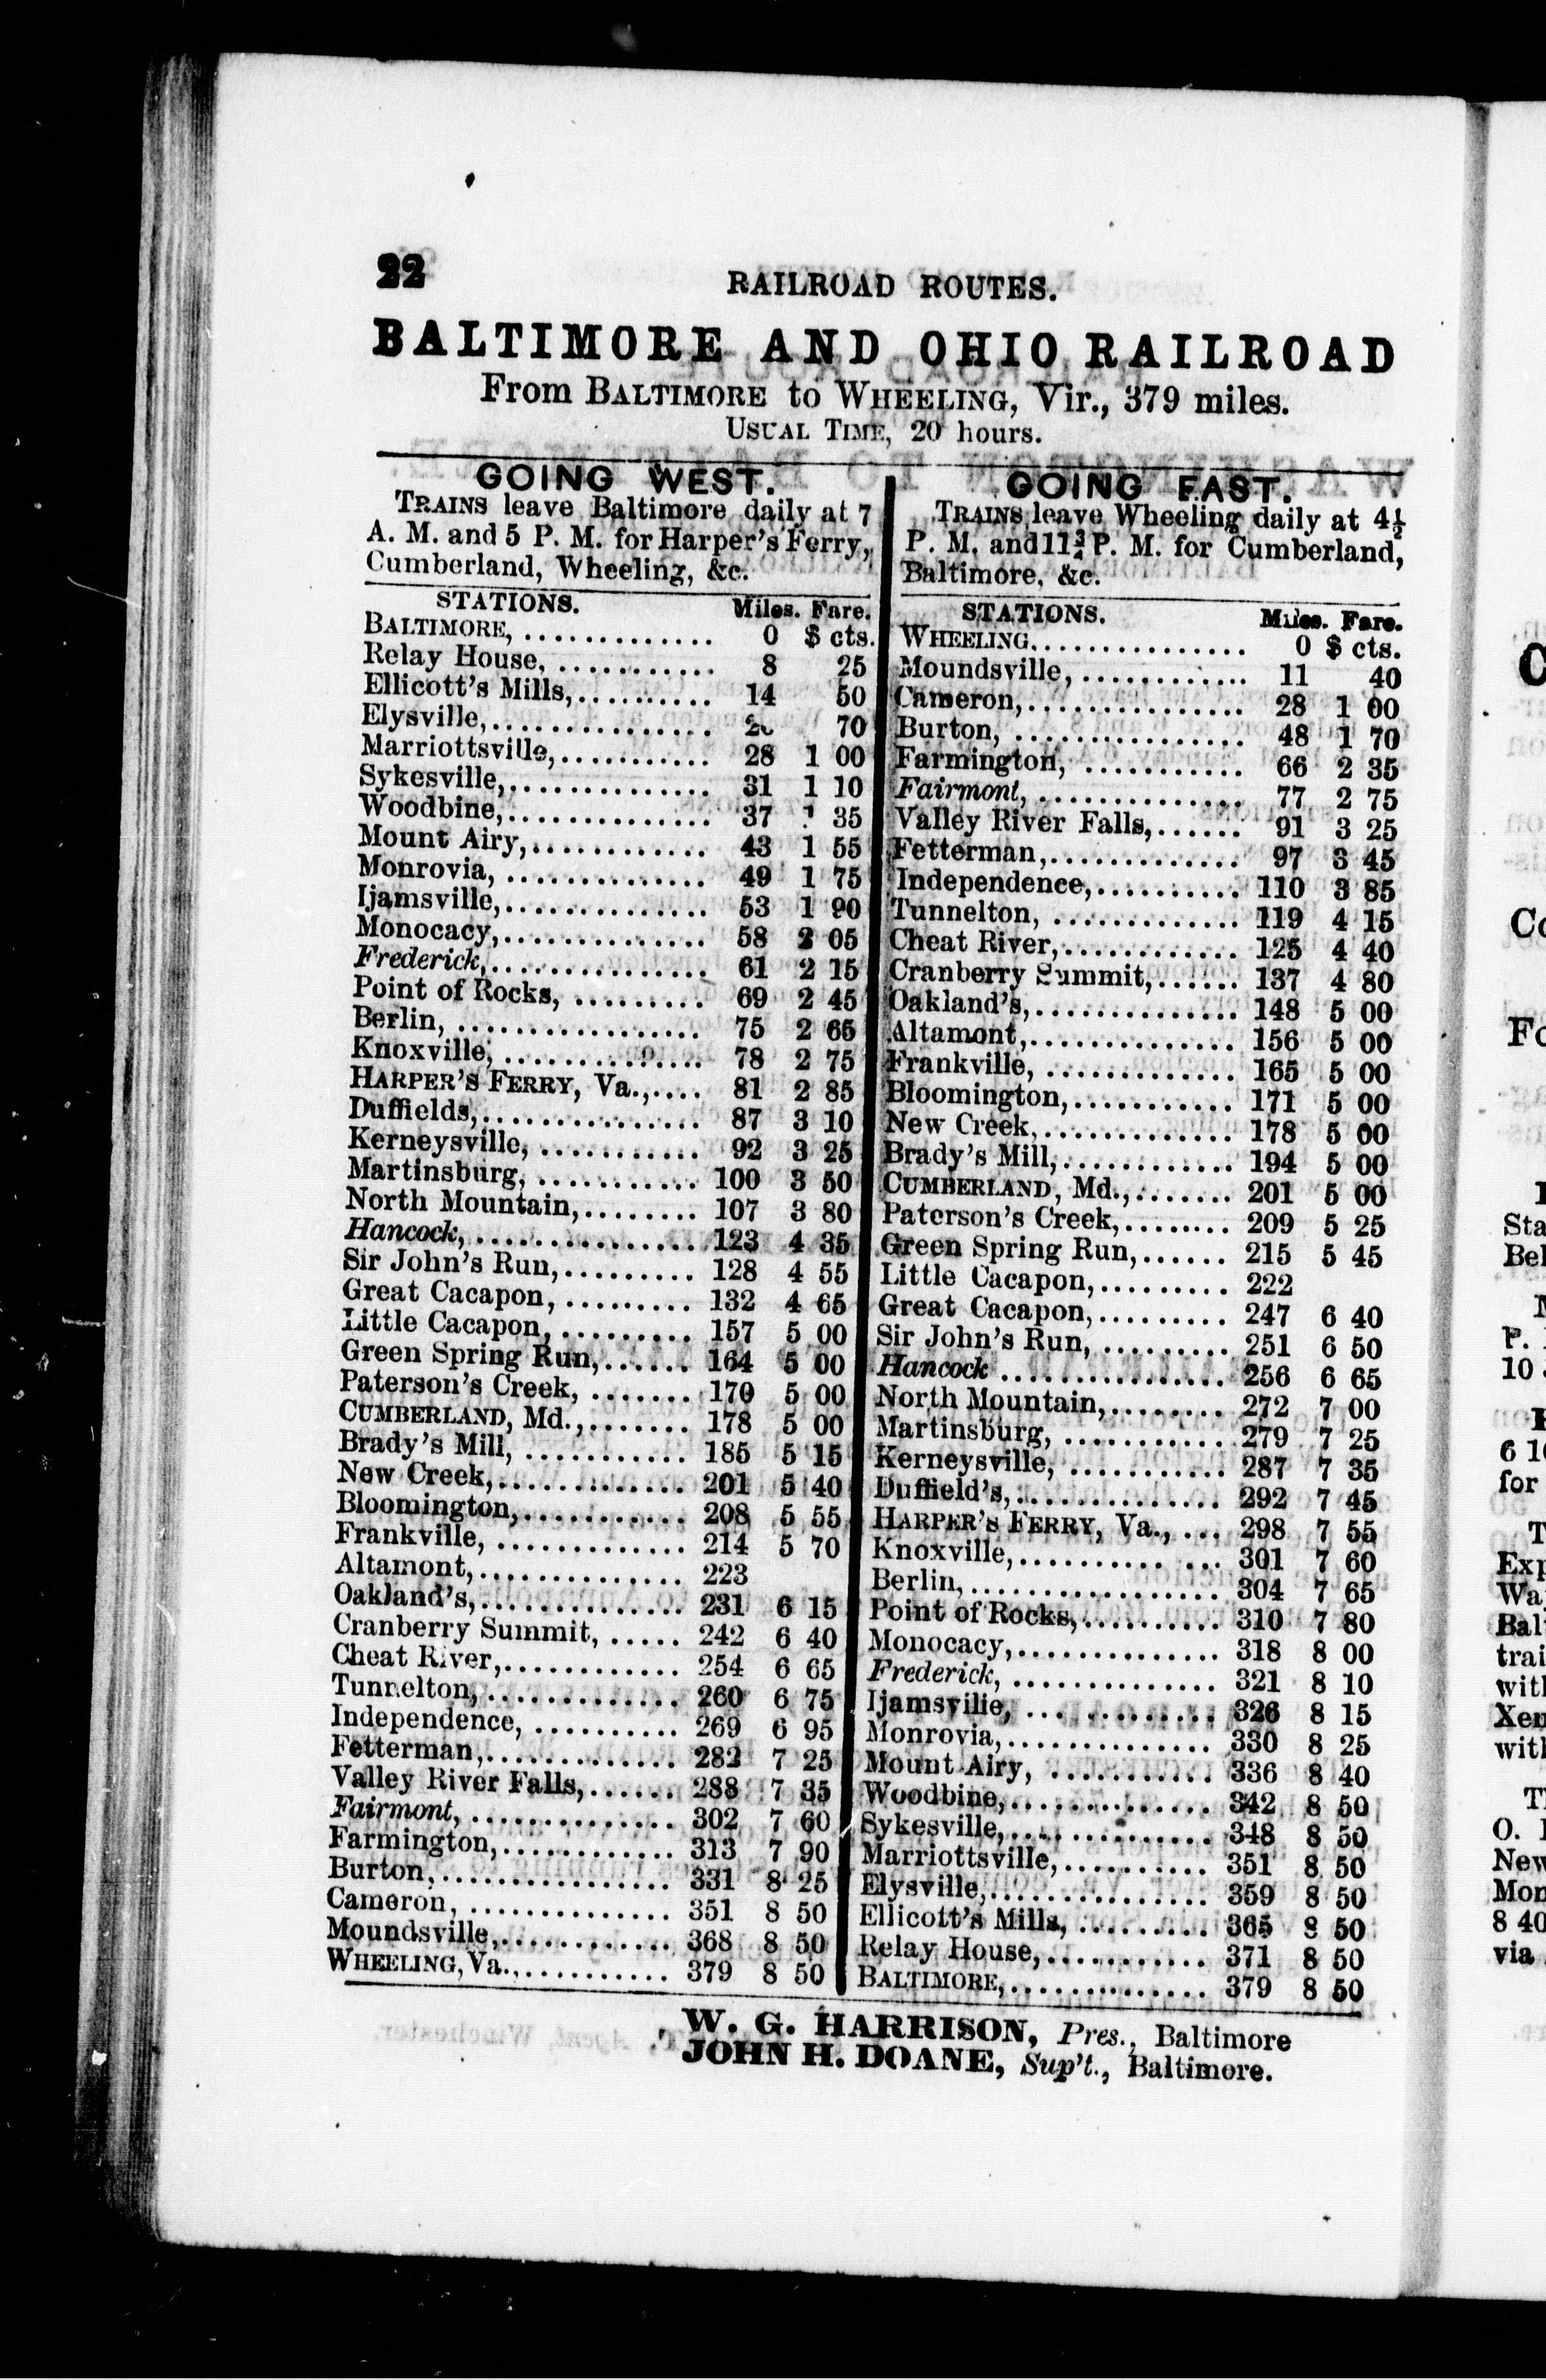 22
RAILROAD ROUTES.
BALTIMORE AND OHIO RAILROAD
From BALTIMORE to WHEELING, Vir., 379 miles.
USUAL TIME, 20 hours.
GOING WEST.
TRAINS leave Baltimore daily at 7
A. M. and 5 P. M. for Harper's Ferry,
Cumberland, Wheeling, &c.
STATIONS. Miles. Fare.
BALTIMORE, ............. 0 $ cts.
Relay House, ............ 8 25
Ellicott's Mills,.......... 14 50
Elysville,................ 70
Marriottsville,........... 28 1 00
Sykesville,............... 31 1 10
Woodbine,.............. 37 1 35
Mount Airy,............ 43 1 55
Monrovia, .............. 49 1 75
Ijamsville,.............. 53 1 90
Monocacy,.............. 58 2 05
Frederick,............... 61 2 15
Point of Rocks, ......... 69 2 45
Berlin, ................. 75 2 65
Knoxville, .............. 78 2 75
HARPER'S FERRY, Va.,.... 81 2 85
Duffields,............... 87 3 10
Kerneysville, ........... 92 3 25
Martinsburg, ........... 100 3 50
North Mountain,........ 107 3 80
Hancock,................ 123 4 35
Sir John's Run,......... 128 4 55
Great Cacapon, ......... 132 4 65
Little Cacapon, ......... 157 5 00
Green Spring Run,...... 164 5 00
Paterson's Creek, ....... 170 5 00
CUMBERLAND, Md.,....... 178 5 00
Brady's Mill, ........... 185 5 15
New Creek,............. 201 5 40
Bloomington,........... 208 5 55
Frankville, ............. 214 5 70
Altamont,.............. 223
Oakland's,.............. 231 6 15
Cranberry Summit, ..... 242 6 40
Cheat River,............ 254 6 65
Tunnelton, ............. 260 6 75
Independence, .......... 269 6 95
Fetterman,............. 282 7 25
Valley River Falls,...... 288 7 35
Fairmont, .............. 302 7 60
Farmington,............ 313 7 90
Burton,................. 331 8 25
Cameron, .............. 351 8 50
Moundsville,............ 368 8 50
WHEELING, Va.,........... 379 8 50
GOING EAST.
TRAINS leave Wheeling daily at 4½
P. M. and 11¾ P. M. for Cumberland,
Baltimore, &c.
STATIONS. Miles. Fare.
WHEELING................ 0 $ cts.
Moundsville, ............ 11 40
Cameron,................ 28 1 00
Burton, ................. 48 1 70
Farmington, ............ 66 2 35
Fairmont, ............... 77 2 75
Valley River Falls,...... 91 3 25
Fetterman,.............. 97 3 45
Independence,.......... 110 3 85
Tunnelton, ............. 119 4 15
Cheat River,............ 125 4 40
Cranberry Summit,...... 137 4 80
Oakland's,.............. 148 5 00
Altamont,.............. 156 5 00
Frankville, ............. 165 5 00
Bloomington,........... 171 5 00
New Creek,............. 178 5 00
Brady's Mill,............ 194 5 00
CUMBERLAND, Md.,....... 201 5 00
Paterson's Creek,........ 209 5 25
Green Spring Run,...... 215 5 45
Little Cacapon,......... 222
Great Cacapon,......... 247 6 40
Sir John's Run, ......... 251 6 50
Hancock ................ 256 6 65
North Mountain,........ 272 7 00
Martinsburg, ........... 279 7 25
Kerneysville, ........... 287 7 35
Duffield's,.............. 292 7 45
HARPER'S FERRY, Va., ... 298 7 55
Knoxville,.............. 301 7 60
Berlin,.................. 304 7 65
Point of Rocks,.......... 310 7 80
Monocacy,.............. 318 8 00
Frederick, .............. 321 8 10
Ijamsville, ............. 326 8 15
Monrovia,.............. 330 8 25
Mount Airy, ........... 336 8 40
Woodbine,.............. 342 8 50
Sykesville,.............. 348 8 50
Marriottsville,.......... 351 8 50
Elysville,............... 359 8 50
Ellicott's Mills, ......... 365 8 50
Relay House,........... 371 8 50
BALTIMORE,.............. 379 8 50
W. G. HARRISON, Pres., Baltimore
JOHN H. DOANE, Sup't., Baltimore.